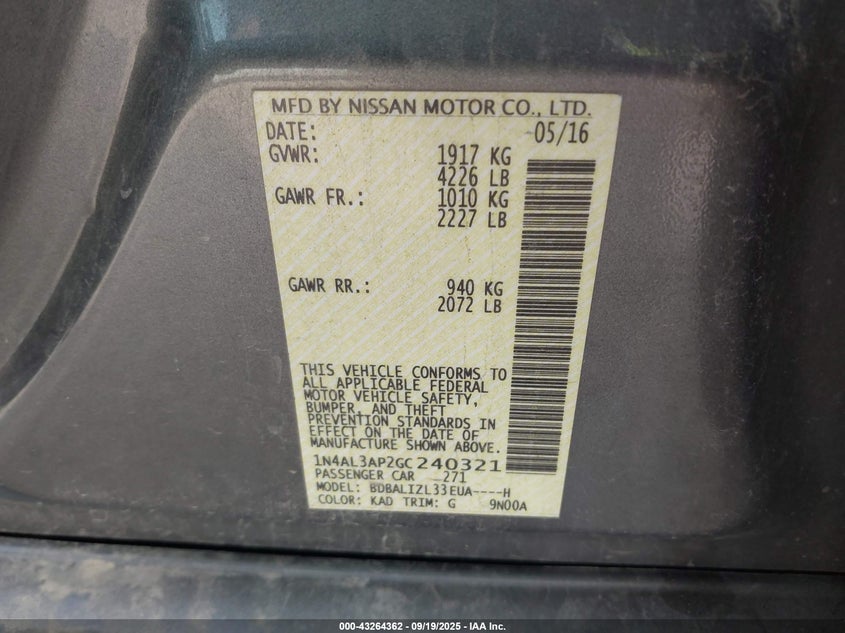 MFD BY NISSAN MOTOR CO., LTD.
DATE: 05/16
GVWR: 1917 KG
4226 LB
GAWR FR.: 1010 KG
2227 LB
GAWR RR.: 940 KG
2072 LB
THIS VEHICLE CONFORMS TO
ALL APPLICABLE FEDERAL
MOTOR VEHICLE SAFETY,
BUMPER, AND THEFT
PREVENTION STANDARDS IN
EFFECT ON THE DATE OF
MANUFACTURE SHOWN ABOVE.
1N4AL3AP2GC240321
PASSENGER CAR 271
MODEL: BDBALIZL33EUA----H
COLOR: KAD TRIM: G 9N00A
000-43264362 - 09/19/2025 - IAA Inc.